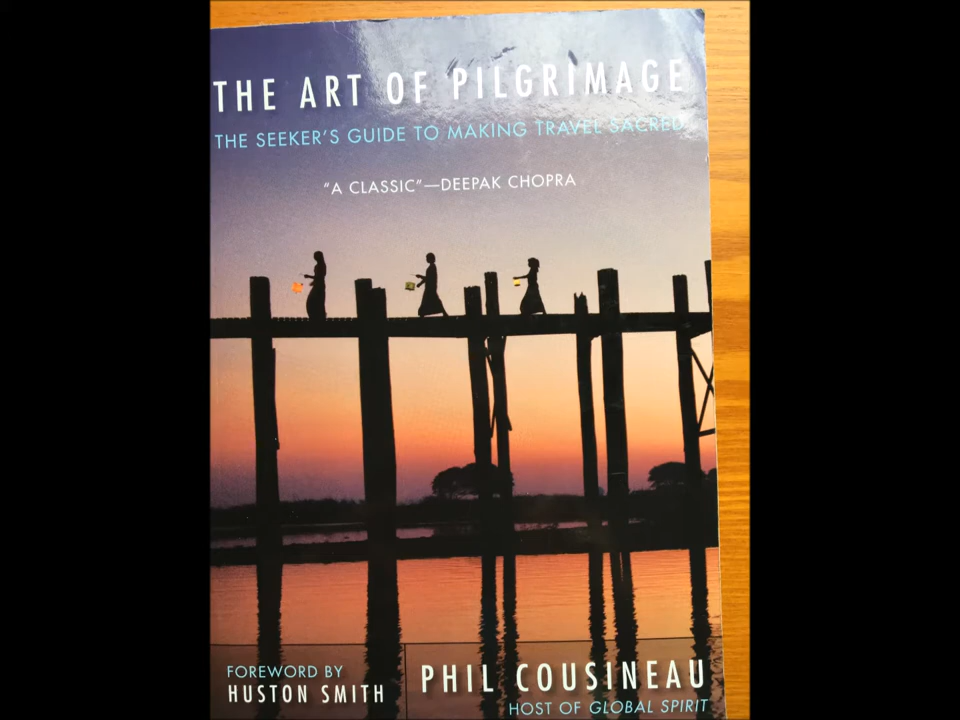 THE ART OF PILGRIMAGE
THE SEEKER'S GUIDE TO MAKING TRAVEL SACRED
"A CLASSIC"—DEEPAK CHOPRA
FOREWORD BY
HUSTON SMITH
PHIL COUSINEAU
HOST OF GLOBAL SPIRIT